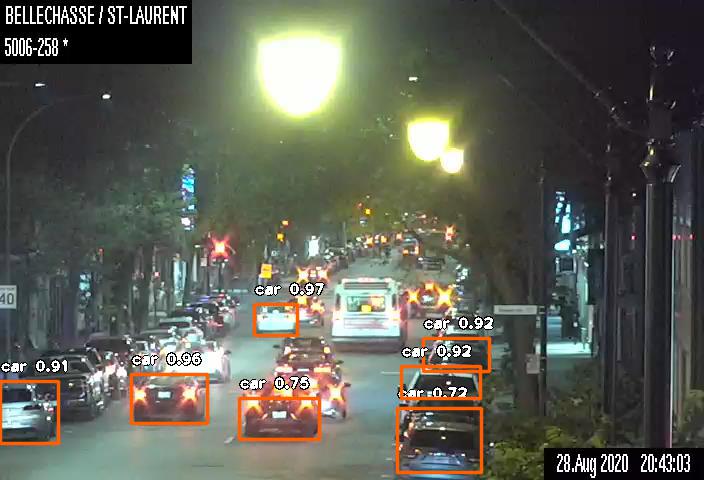 BELLECHASSE / ST-LAURENT
5006-258 *
car 0.97
car 0.92
car 0.92
car 0.91
car 0.96
car 0.75
car 0.72
40
28.Aug 2020 20:43:03